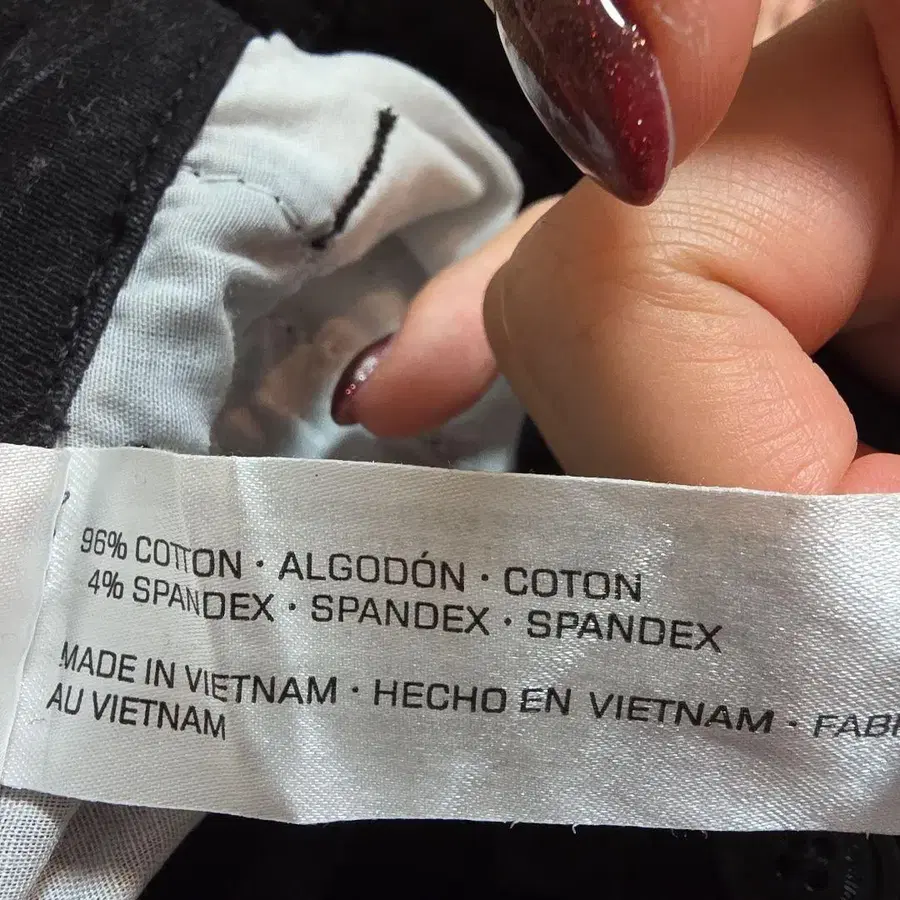 96% COTTON · ALGODÓN · COTON
4% SPANDEX · SPANDEX · SPANDEX
MADE IN VIETNAM · HECHO EN VIETNAM ·
AU VIETNAM